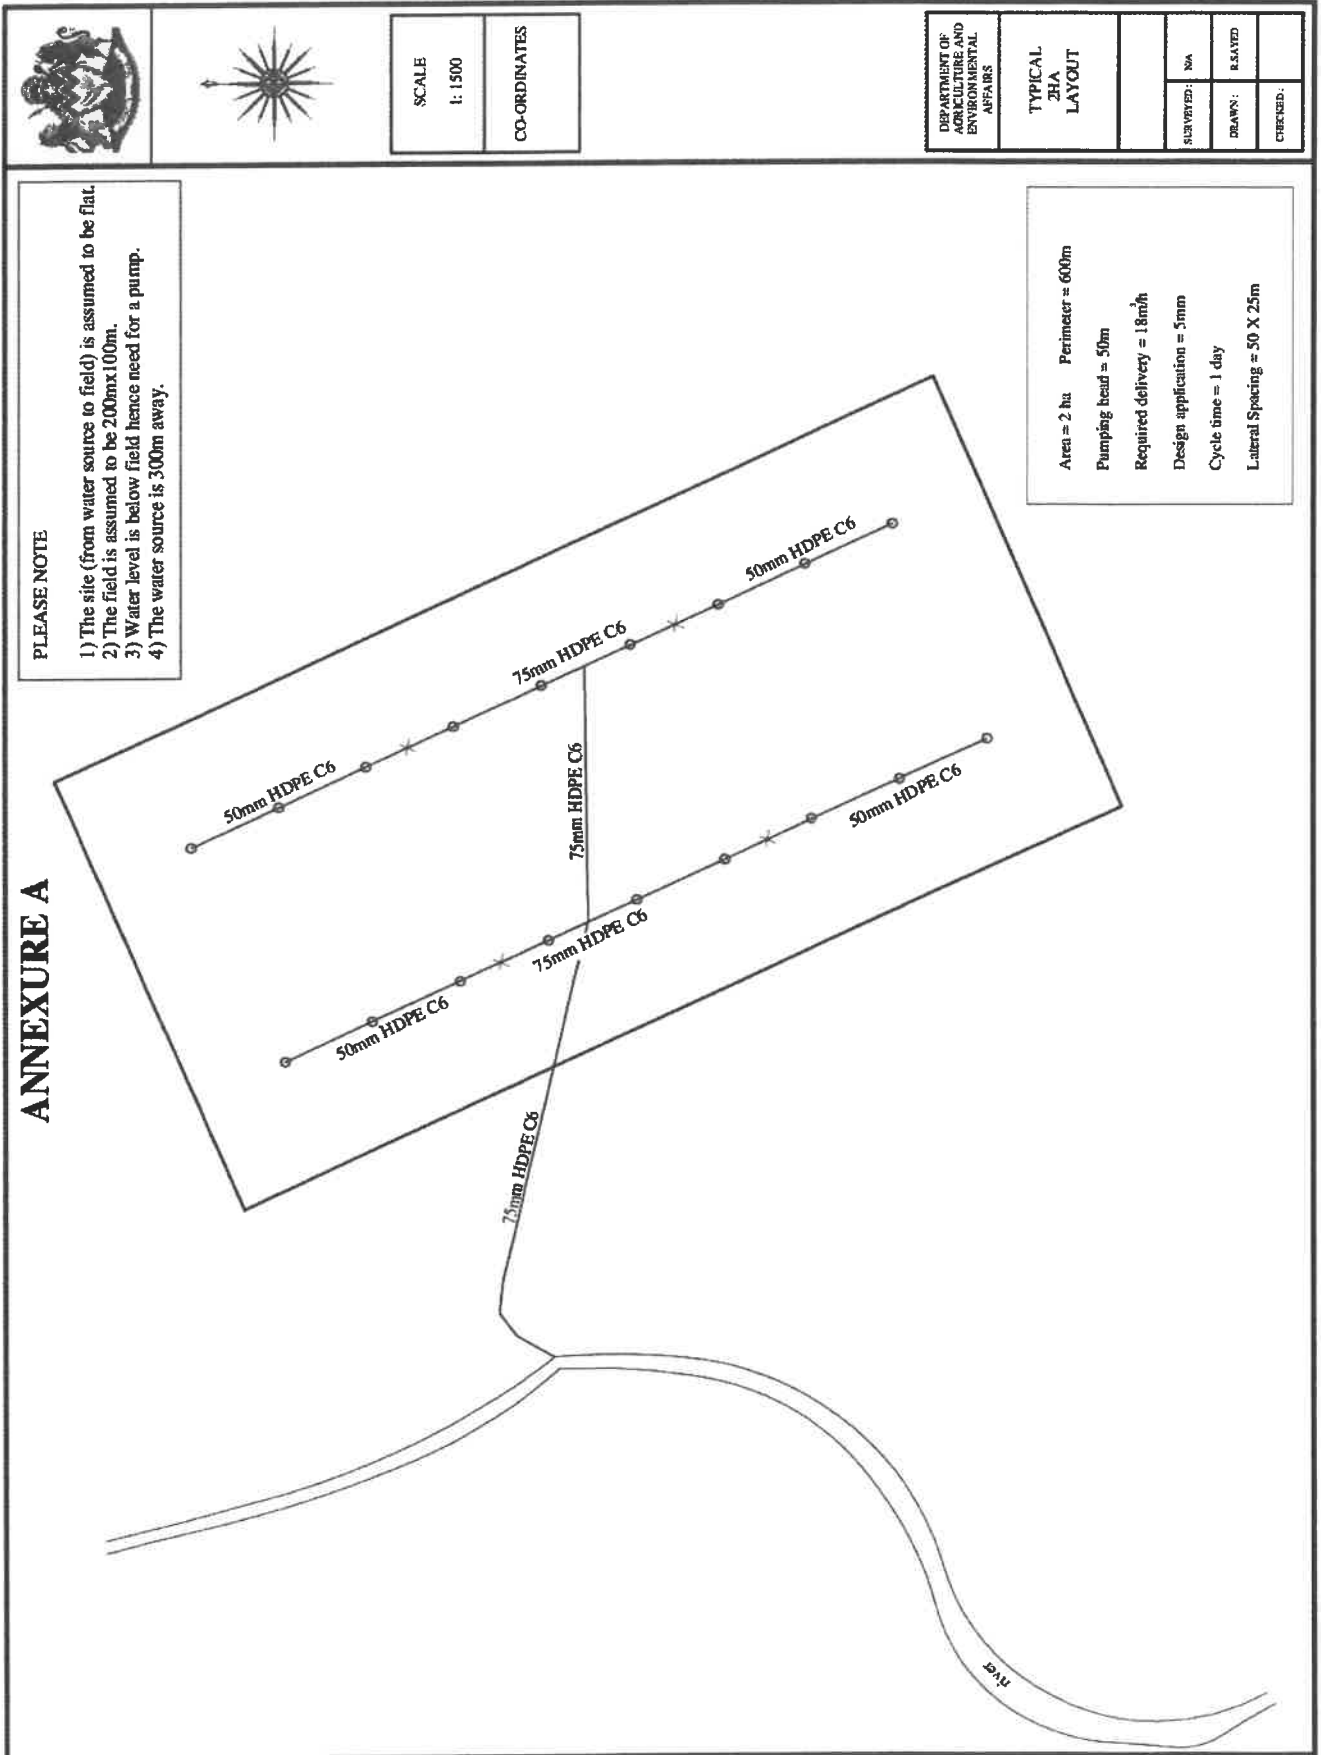 ANNEXURE A
PLEASE NOTE
1) The site (from water source to field) is assumed to be flat.
2) The field is assumed to be 200mx100m.
3) Water level is below field hence need for a pump.
4) The water source is 300m away.
SCALE
1: 1500
CO-ORDINATES
DEPARTMENT OF
AGRICULTURE AND
ENVIRONMENTAL
AFFAIRS
TYPICAL
2HA
LAYOUT
SURVEYED: N/A
DRAWN: R.SAYED
CHECKED:
50mm HDPE C6
75mm HDPE C6
50mm HDPE C6
75mm HDPE C6
50mm HDPE C6
75mm HDPE C6
50mm HDPE C6
75mm HDPE C6
river
Area = 2 ha Perimeter = 600m
Pumping head = 50m
Required delivery = 18m³/h
Design application = 5mm
Cycle time = 1 day
Lateral Spacing = 50 X 25m